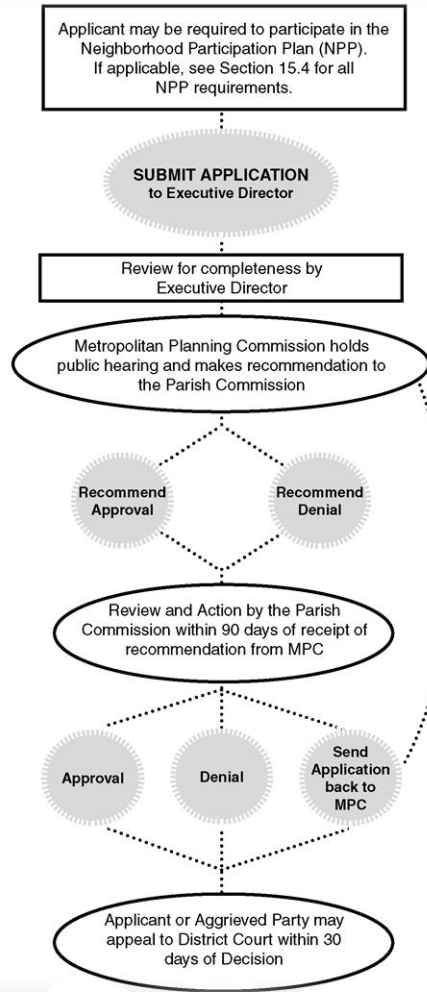 Applicant may be required to participate in the
Neighborhood Participation Plan (NPP).
If applicable, see Section 15.4 for all
NPP requirements.
SUBMIT APPLICATION
to Executive Director
Review for completeness by
Executive Director
Metropolitan Planning Commission holds
public hearing and makes recommendation to
the Parish Commission
Recommend
Approval
Recommend
Denial
Review and Action by the Parish
Commission within 90 days of receipt of
recommendation from MPC
Approval
Denial
Send
Application
back to
MPC
Applicant or Aggrieved Party may
appeal to District Court within 30
days of Decision